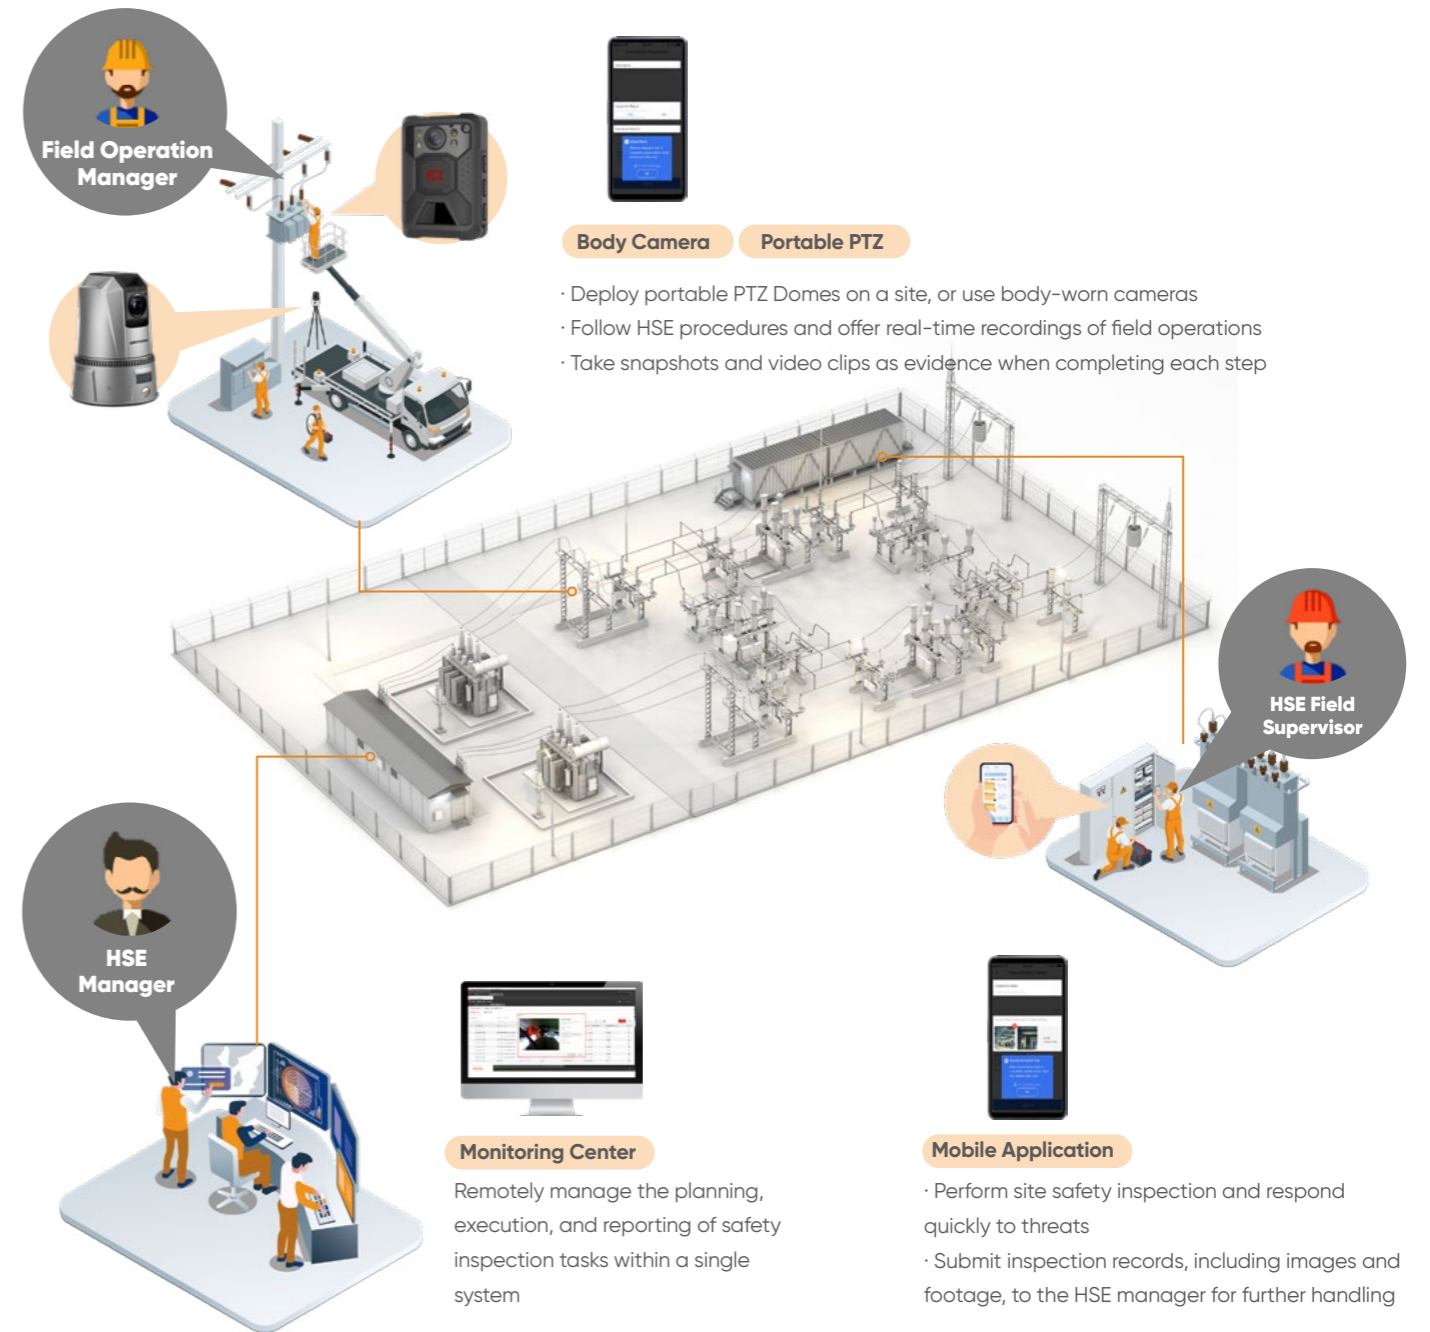 Field Operation
Manager
Body Camera
Portable PTZ
· Deploy portable PTZ Domes on a site, or use body-worn cameras
· Follow HSE procedures and offer real-time recordings of field operations
· Take snapshots and video clips as evidence when completing each step
HSE Field
Supervisor
HSE
Manager
Monitoring Center
Remotely manage the planning,
execution, and reporting of safety
inspection tasks within a single
system
Mobile Application
· Perform site safety inspection and respond
quickly to threats
· Submit inspection records, including images and
footage, to the HSE manager for further handling